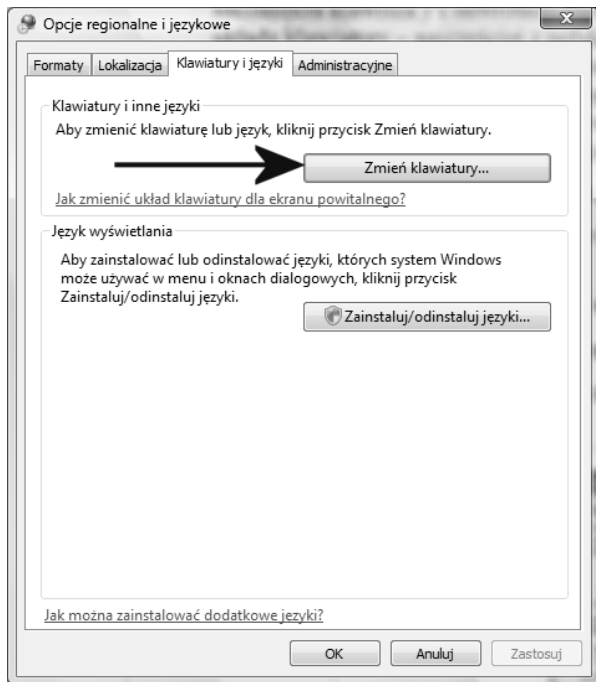 Opcje regionalne i językowe
Formaty Lokalizacja Klawiatury i języki Administracyjne
Klawiatury i inne języki
Aby zmienić klawiaturę lub język, kliknij przycisk Zmień klawiatury.
Zmień klawiatury...
Jak zmienić układ klawiatury dla ekranu powitalnego?
Język wyświetlania
Aby zainstalować lub odinstalować języki, których system Windows
może używać w menu i oknach dialogowych, kliknij przycisk
Zainstaluj/odinstaluj języki.
Zainstaluj/odinstaluj języki...
Jak można zainstalować dodatkowe języki?
OK Anuluj Zastosuj